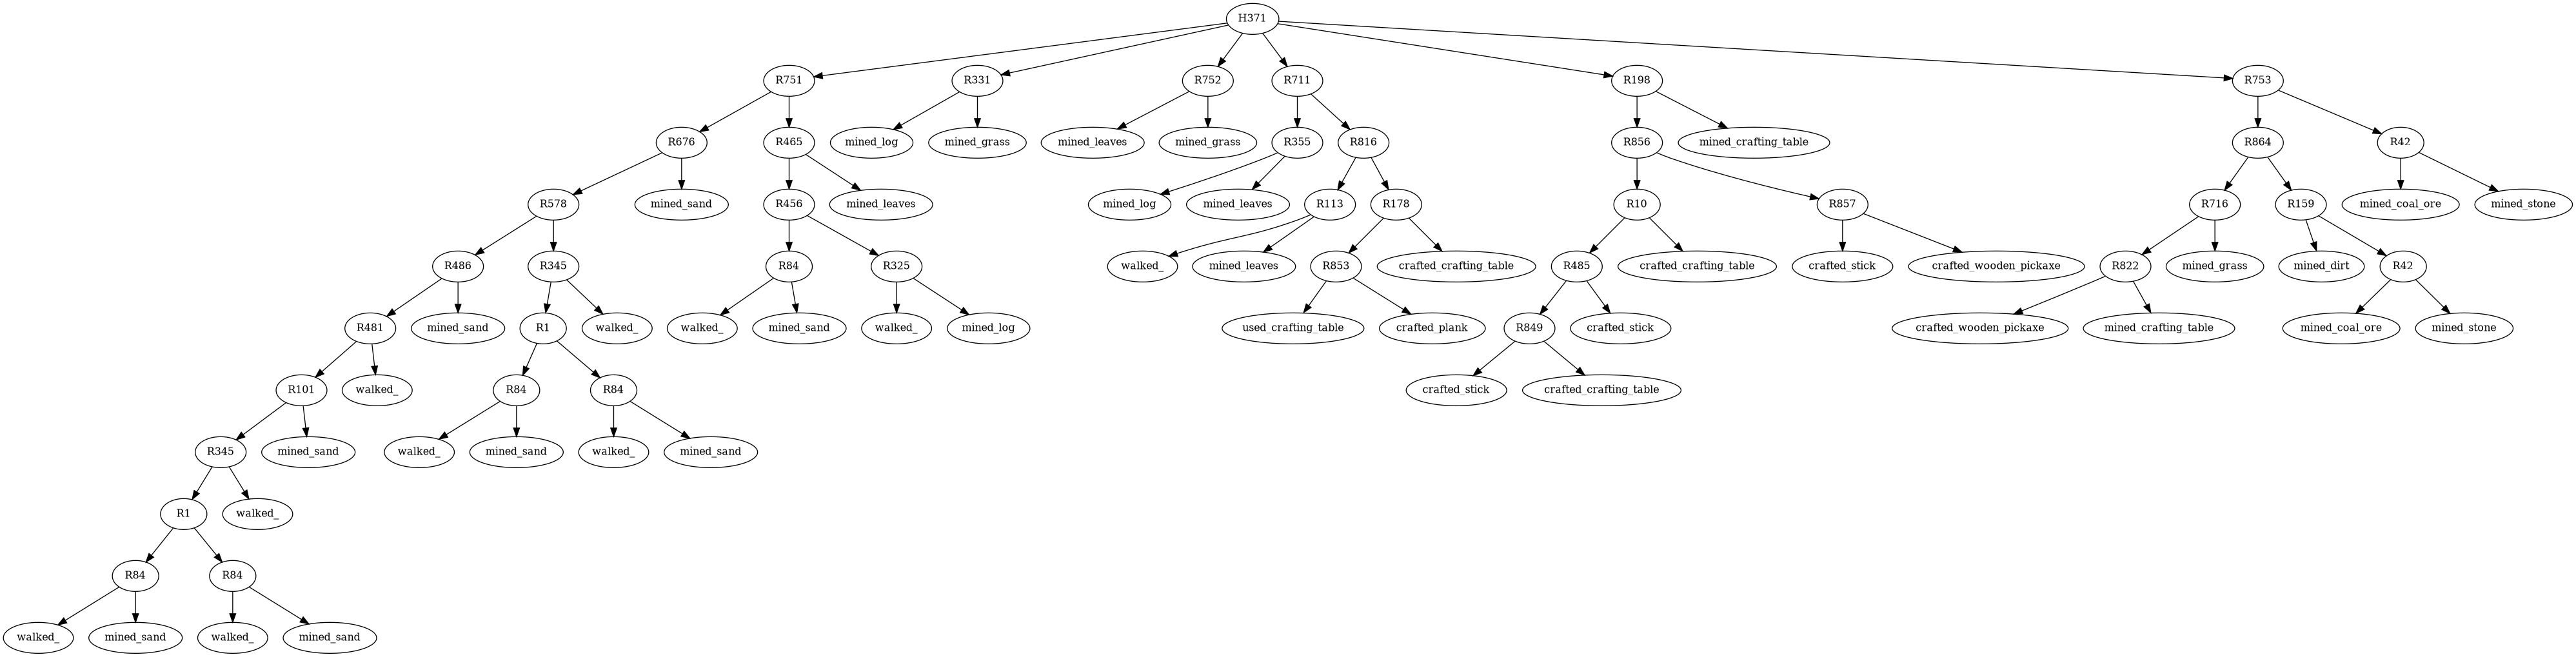 H371
R751
R331
R752
R711
R198
R753
R676
R465
mined_log
mined_grass
mined_leaves
mined_grass
R355
R816
R856
mined_crafting_table
R864
R42
R578
mined_sand
R456
mined_leaves
mined_log
mined_leaves
R113
R178
R10
R857
R716
R159
mined_coal_ore
mined_stone
R486
R345
R84
R325
walked_
mined_leaves
R853
crafted_crafting_table
R485
crafted_crafting_table
crafted_stick
crafted_wooden_pickaxe
R822
mined_grass
mined_dirt
R42
R481
mined_sand
R1
walked_
walked_
mined_sand
walked_
mined_log
used_crafting_table
crafted_plank
R849
crafted_stick
crafted_wooden_pickaxe
mined_crafting_table
mined_coal_ore
mined_stone
R101
walked_
R84
R84
crafted_stick
crafted_crafting_table
R345
mined_sand
walked_
mined_sand
walked_
mined_sand
R1
walked_
R84
R84
walked_
mined_sand
walked_
mined_sand